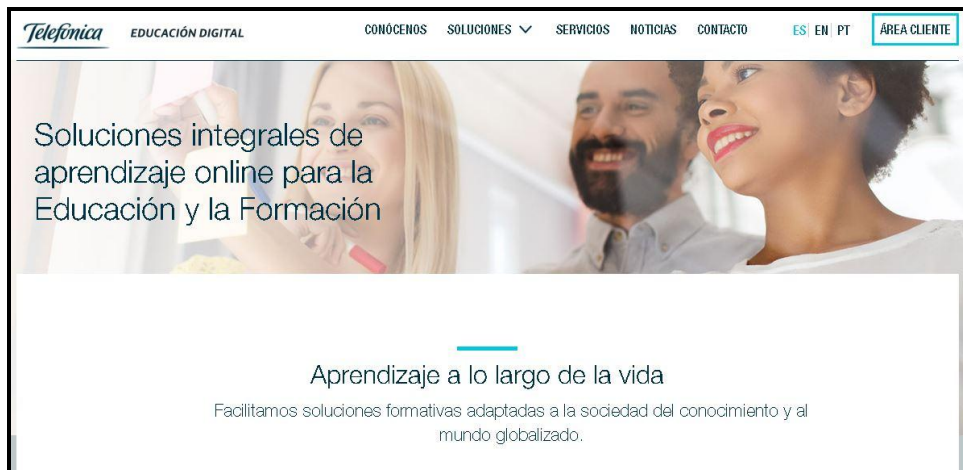 Telefónica EDUCACIÓN DIGITAL CONÓCENOS SOLUCIONES SERVICIOS NOTICIAS CONTACTO ES| EN| PT ÁREA CLIENTE
Soluciones integrales de
aprendizaje online para la
Educación y la Formación
Aprendizaje a lo largo de la vida
Facilitamos soluciones formativas adaptadas a la sociedad del conocimiento y al
mundo globalizado.